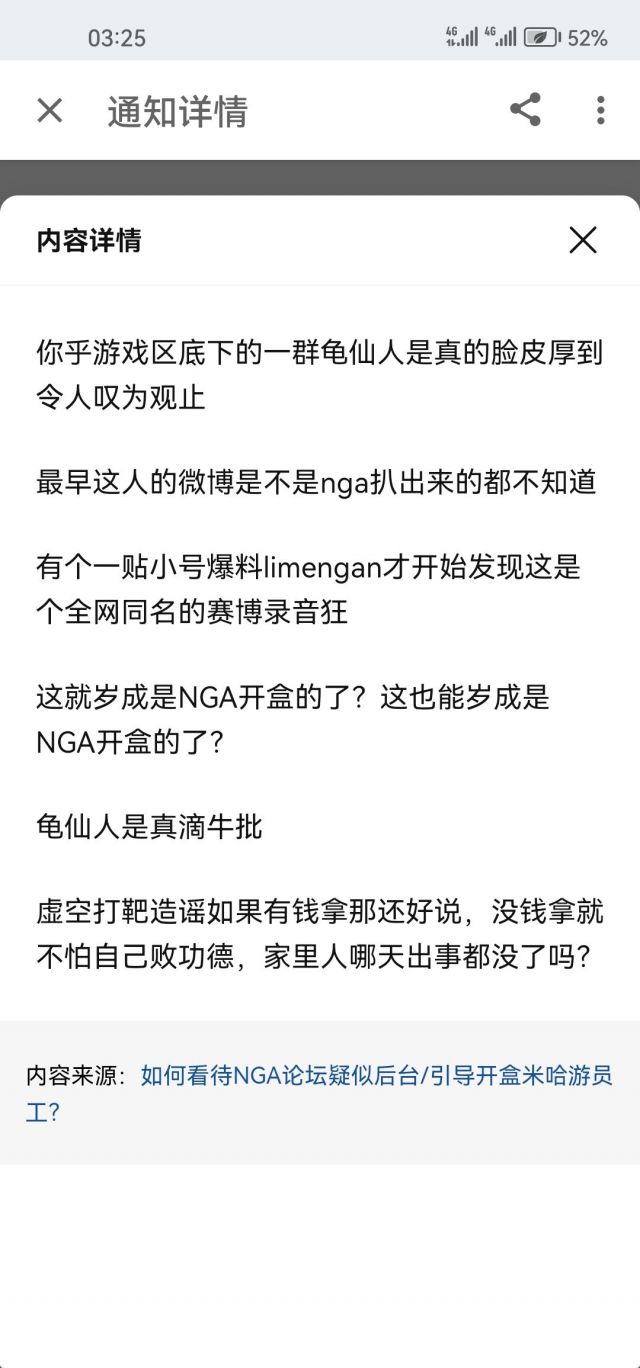 03:25
4G 4G 52%
通知详情
内容详情
你乎游戏区底下的一群龟仙人是真的脸皮厚到
令人叹为观止
最早这人的微博是不是nga扒出来的都不知道
有个一贴小号爆料limengan才开始发现这是
个全网同名的赛博录音狂
这就岁成是NGA开盒的了？这也能岁成是
NGA开盒的了？
龟仙人是真滴牛批
虚空打靶造谣如果有钱拿那还好说，没钱拿就
不怕自己败功德，家里人哪天出事都没了吗？
内容来源：如何看待NGA论坛疑似后台/引导开盒米哈游员
工？